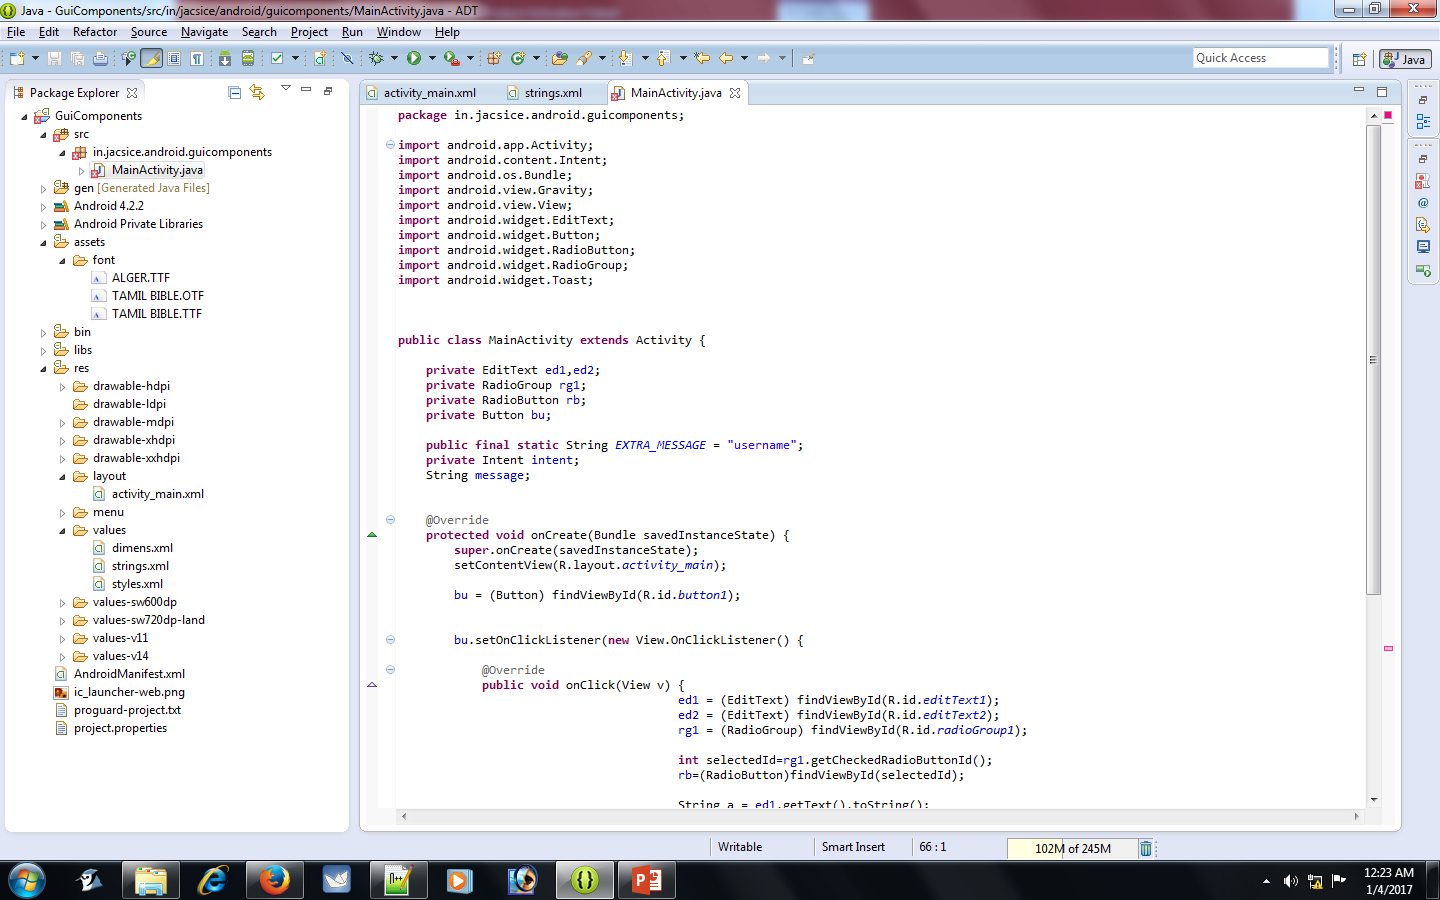 Java - GuiComponents/src/in/jacsice/android/guicomponents/MainActivity.java - ADT
File Edit Refactor Source Navigate Search Project Run Window Help
Quick Access
Java
Package Explorer
GuiComponents
src
in.jacsice.android.guicomponents
MainActivity.java
gen [Generated Java Files]
Android 4.2.2
Android Private Libraries
assets
font
ALGER.TTF
TAMIL BIBLE.OTF
TAMIL BIBLE.TTF
bin
libs
res
drawable-hdpi
drawable-ldpi
drawable-mdpi
drawable-xhdpi
drawable-xxhdpi
layout
activity_main.xml
menu
values
dimens.xml
strings.xml
styles.xml
values-sw600dp
values-sw720dp-land
values-v11
values-v14
AndroidManifest.xml
ic_launcher-web.png
proguard-project.txt
project.properties
activity_main.xml strings.xml MainActivity.java
package in.jacsice.android.guicomponents;
import android.app.Activity;
import android.content.Intent;
import android.os.Bundle;
import android.view.Gravity;
import android.view.View;
import android.widget.EditText;
import android.widget.Button;
import android.widget.RadioButton;
import android.widget.RadioGroup;
import android.widget.Toast;
public class MainActivity extends Activity {
private EditText ed1,ed2;
private RadioGroup rg1;
private RadioButton rb;
private Button bu;
public final static String EXTRA_MESSAGE = "username";
private Intent intent;
String message;
@Override
protected void onCreate(Bundle savedInstanceState) {
super.onCreate(savedInstanceState);
setContentView(R.layout.activity_main);
bu = (Button) findViewById(R.id.button1);
bu.setOnClickListener(new View.OnClickListener() {
@Override
public void onClick(View v) {
ed1 = (EditText) findViewById(R.id.editText1);
ed2 = (EditText) findViewById(R.id.editText2);
rg1 = (RadioGroup) findViewById(R.id.radioGroup1);
int selectedId=rg1.getCheckedRadioButtonId();
rb=(RadioButton)findViewById(selectedId);
String a = ed1.getText().toString();
Writable Smart Insert 66 : 1 102M of 245M
12:23 AM
1/4/2017